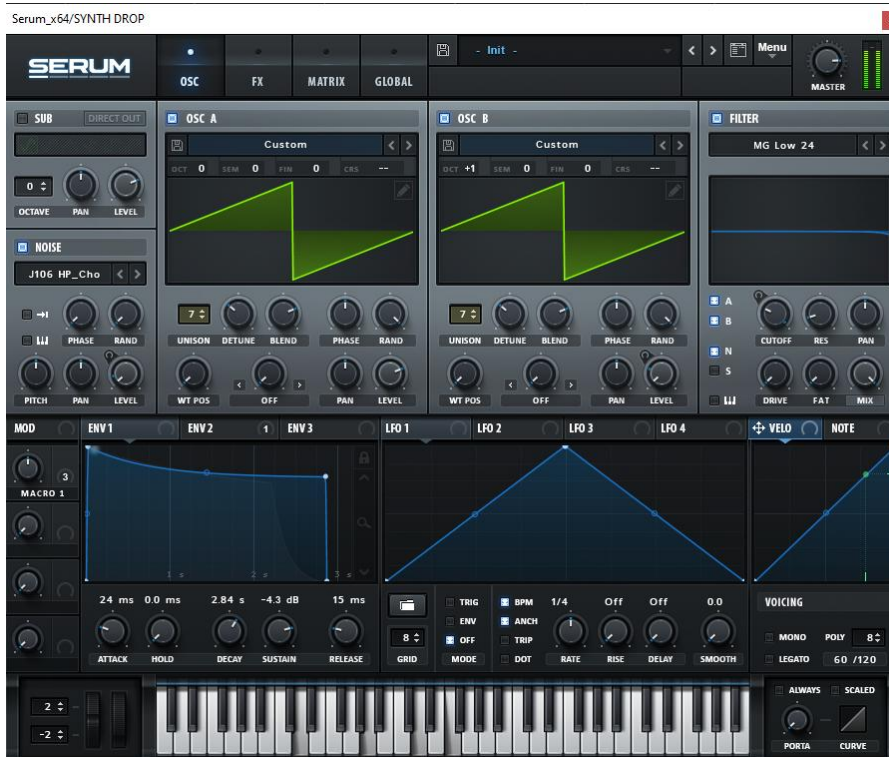 Serum_x64/SYNTH DROP
SERUM
OSC FX MATRIX GLOBAL
- Init -
Menu
MASTER
SUB DIRECT OUT
0
OCTAVE PAN LEVEL
NOISE
J106 HP_Cho
PHASE RAND
PITCH PAN LEVEL
OSC A
Custom
OCT 0 SEM 0 FIN 0 CRS --
7
UNISON DETUNE BLEND PHASE RAND
WT POS OFF PAN LEVEL
OSC B
Custom
OCT +1 SEM 0 FIN 0 CRS --
7
UNISON DETUNE BLEND PHASE RAND
WT POS OFF PAN LEVEL
FILTER
MG Low 24
A
B
N
S
CUTOFF RES PAN
DRIVE FAT MIX
MOD ENV 1 ENV 2 1 ENV 3 LFO 1 LFO 2 LFO 3 LFO 4 VELO NOTE
3
MACRO 1
1 s 2 s 3 s
24 ms 0.0 ms 2.84 s -4.3 dB 15 ms
ATTACK HOLD DECAY SUSTAIN RELEASE
8
GRID
TRIG
ENV
OFF
MODE
BPM
ANCH
TRIP
DOT
1/4 Off Off 0.0
RATE RISE DELAY SMOOTH
VOICING
MONO POLY 8
LEGATO 60 /120
2
-2
ALWAYS SCALED
PORTA CURVE